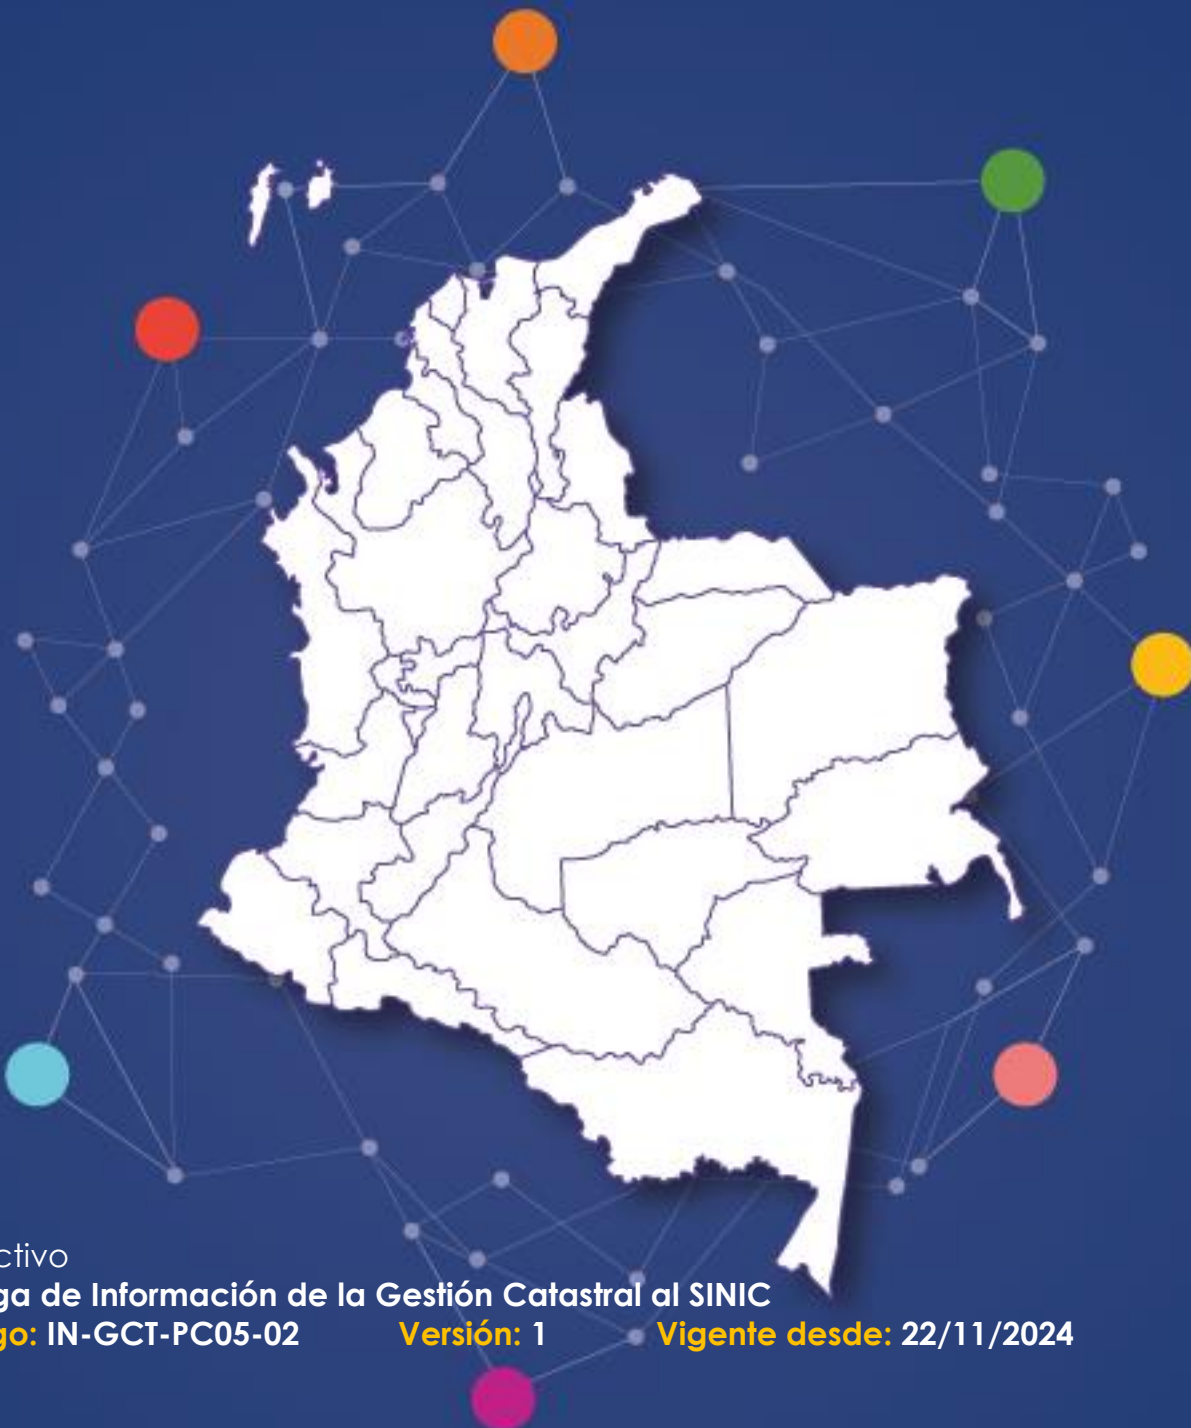 ctivo
ga de Información de la Gestión Catastral al SINIC
go: IN-GCT-PC05-02 Versión: 1 Vigente desde: 22/11/2024